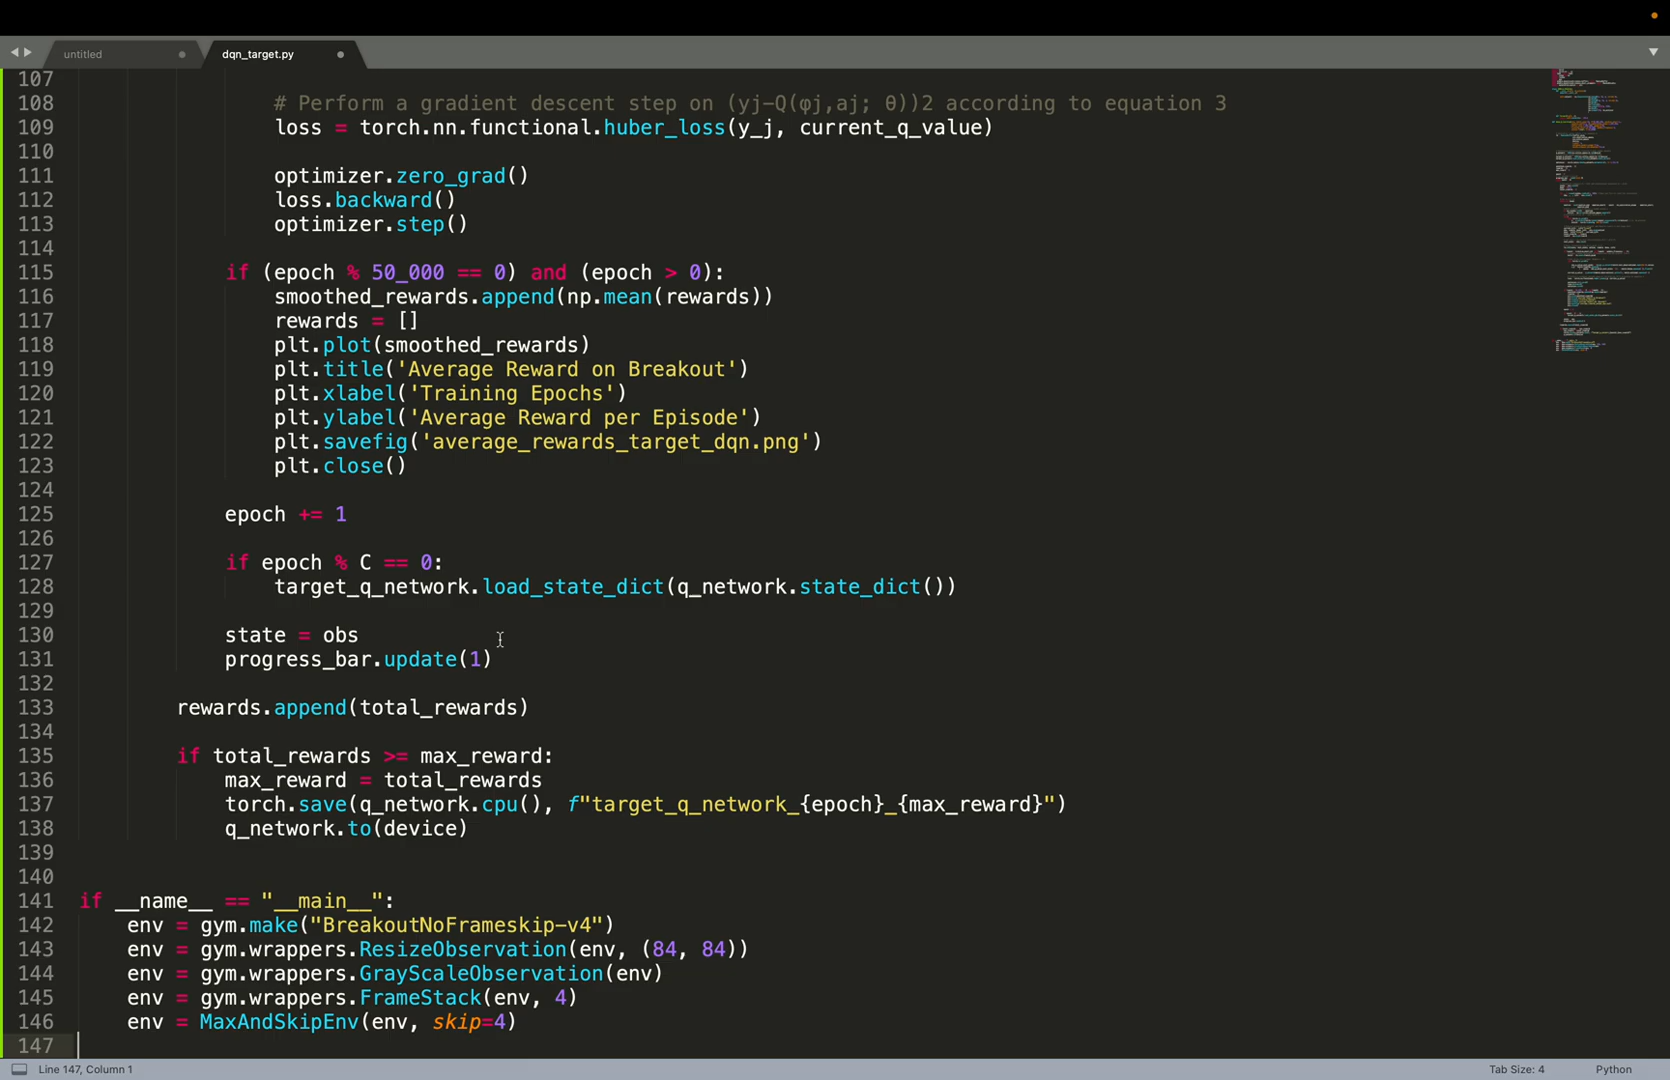 untitled
dqn_target.py
107
108 # Perform a gradient descent step on (yj-Q(φj,aj; θ))2 according to equation 3
109 loss = torch.nn.functional.huber_loss(y_j, current_q_value)
110
111 optimizer.zero_grad()
112 loss.backward()
113 optimizer.step()
114
115 if (epoch % 50_000 == 0) and (epoch > 0):
116 smoothed_rewards.append(np.mean(rewards))
117 rewards = []
118 plt.plot(smoothed_rewards)
119 plt.title('Average Reward on Breakout')
120 plt.xlabel('Training Epochs')
121 plt.ylabel('Average Reward per Episode')
122 plt.savefig('average_rewards_target_dqn.png')
123 plt.close()
124
125 epoch += 1
126
127 if epoch % C == 0:
128 target_q_network.load_state_dict(q_network.state_dict())
129
130 state = obs
131 progress_bar.update(1)
132
133 rewards.append(total_rewards)
134
135 if total_rewards >= max_reward:
136 max_reward = total_rewards
137 torch.save(q_network.cpu(), f"target_q_network_{epoch}_{max_reward}")
138 q_network.to(device)
139
140
141 if __name__ == "__main__":
142 env = gym.make("BreakoutNoFrameskip-v4")
143 env = gym.wrappers.ResizeObservation(env, (84, 84))
144 env = gym.wrappers.GrayScaleObservation(env)
145 env = gym.wrappers.FrameStack(env, 4)
146 env = MaxAndSkipEnv(env, skip=4)
147
Line 147, Column 1
Tab Size: 4
Python